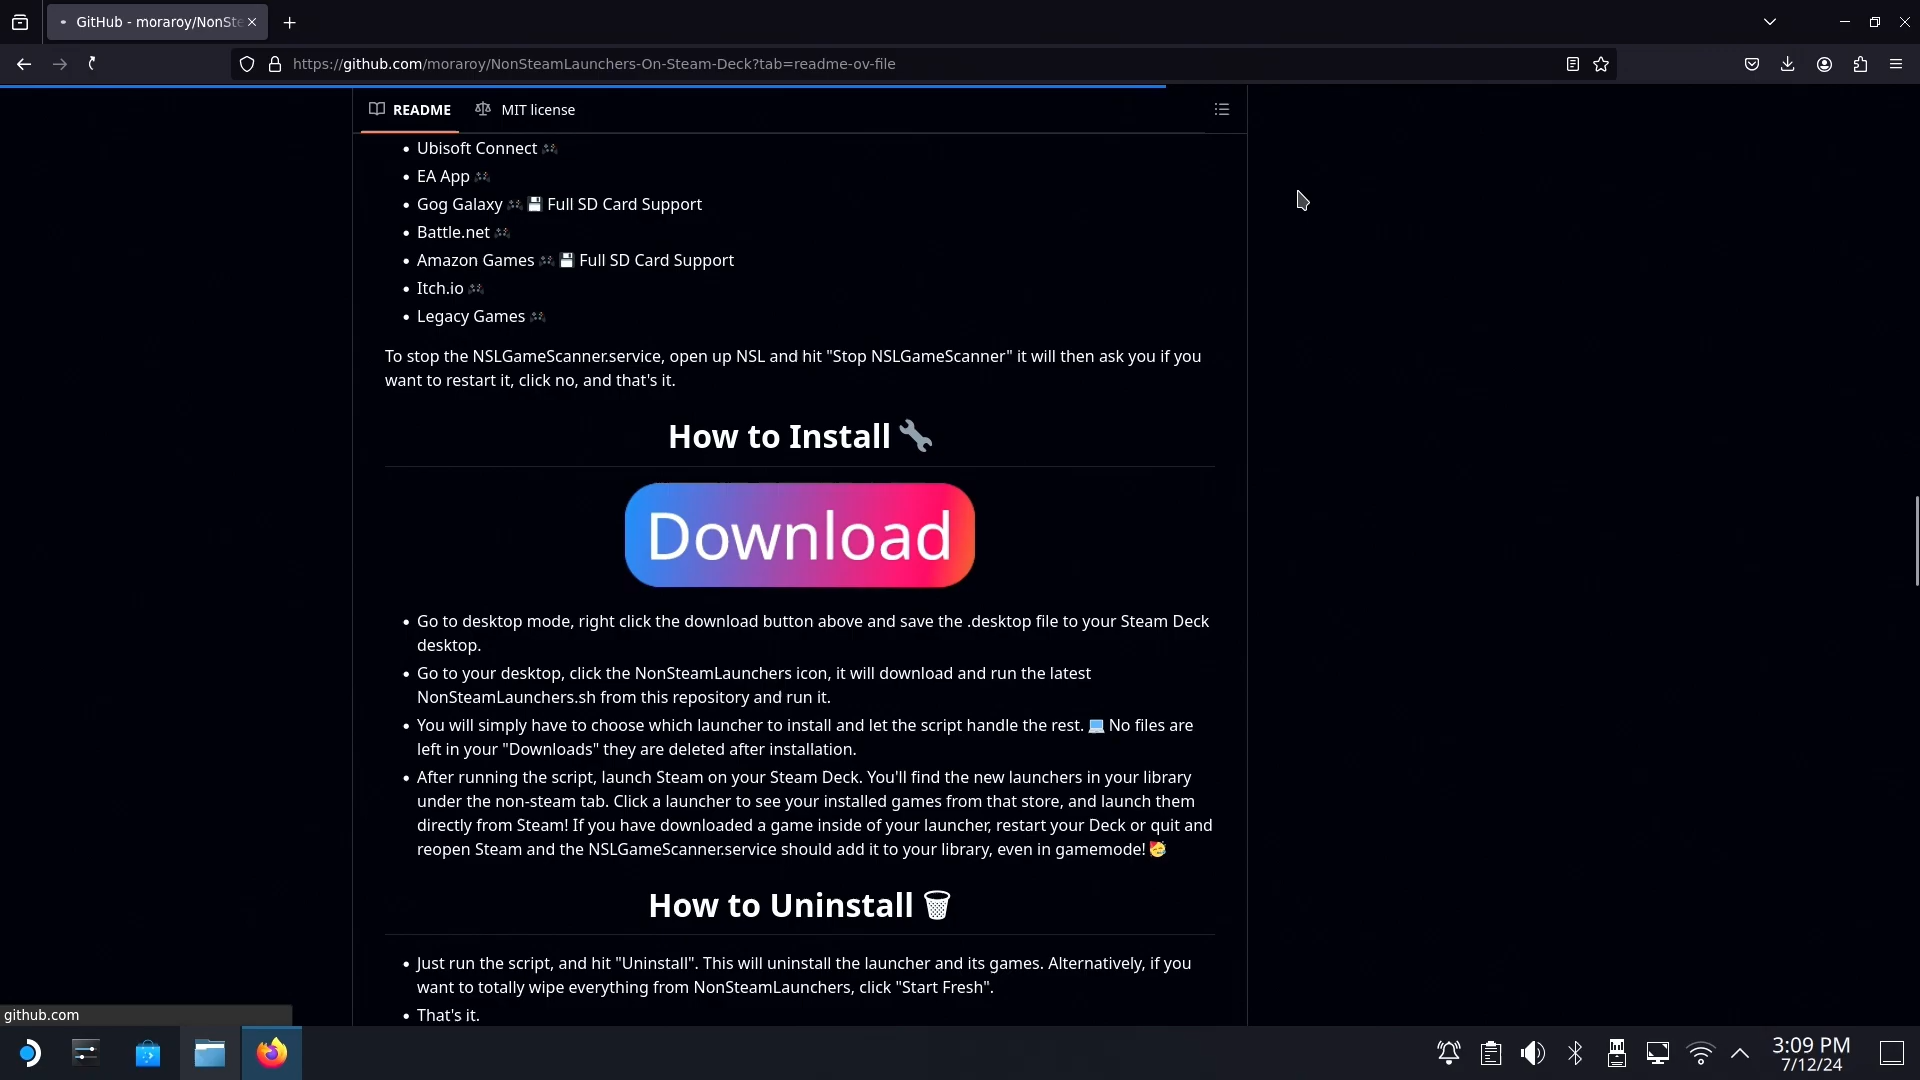 GitHub - moraroy/NonSte
https://github.com/moraroy/NonSteamLaunchers-On-Steam-Deck?tab=readme-ov-file
README
MIT license
• Ubisoft Connect 🎮
• EA App 🎮
• Gog Galaxy 🎮 💾 Full SD Card Support
• Battle.net 🎮
• Amazon Games 🎮 💾 Full SD Card Support
• Itch.io 🎮
• Legacy Games 🎮
To stop the NSLGameScanner.service, open up NSL and hit "Stop NSLGameScanner" it will then ask you if you
want to restart it, click no, and that's it.
How to Install 🔧
Download
• Go to desktop mode, right click the download button above and save the .desktop file to your Steam Deck
desktop.
• Go to your desktop, click the NonSteamLaunchers icon, it will download and run the latest
NonSteamLaunchers.sh from this repository and run it.
• You will simply have to choose which launcher to install and let the script handle the rest. 💻 No files are
left in your "Downloads" they are deleted after installation.
• After running the script, launch Steam on your Steam Deck. You'll find the new launchers in your library
under the non-steam tab. Click a launcher to see your installed games from that store, and launch them
directly from Steam! If you have downloaded a game inside of your launcher, restart your Deck or quit and
reopen Steam and the NSLGameScanner.service should add it to your library, even in gamemode! 🥳
How to Uninstall 🗑️
• Just run the script, and hit "Uninstall". This will uninstall the launcher and its games. Alternatively, if you
want to totally wipe everything from NonSteamLaunchers, click "Start Fresh".
• That's it.
github.com
3:09 PM
7/12/24